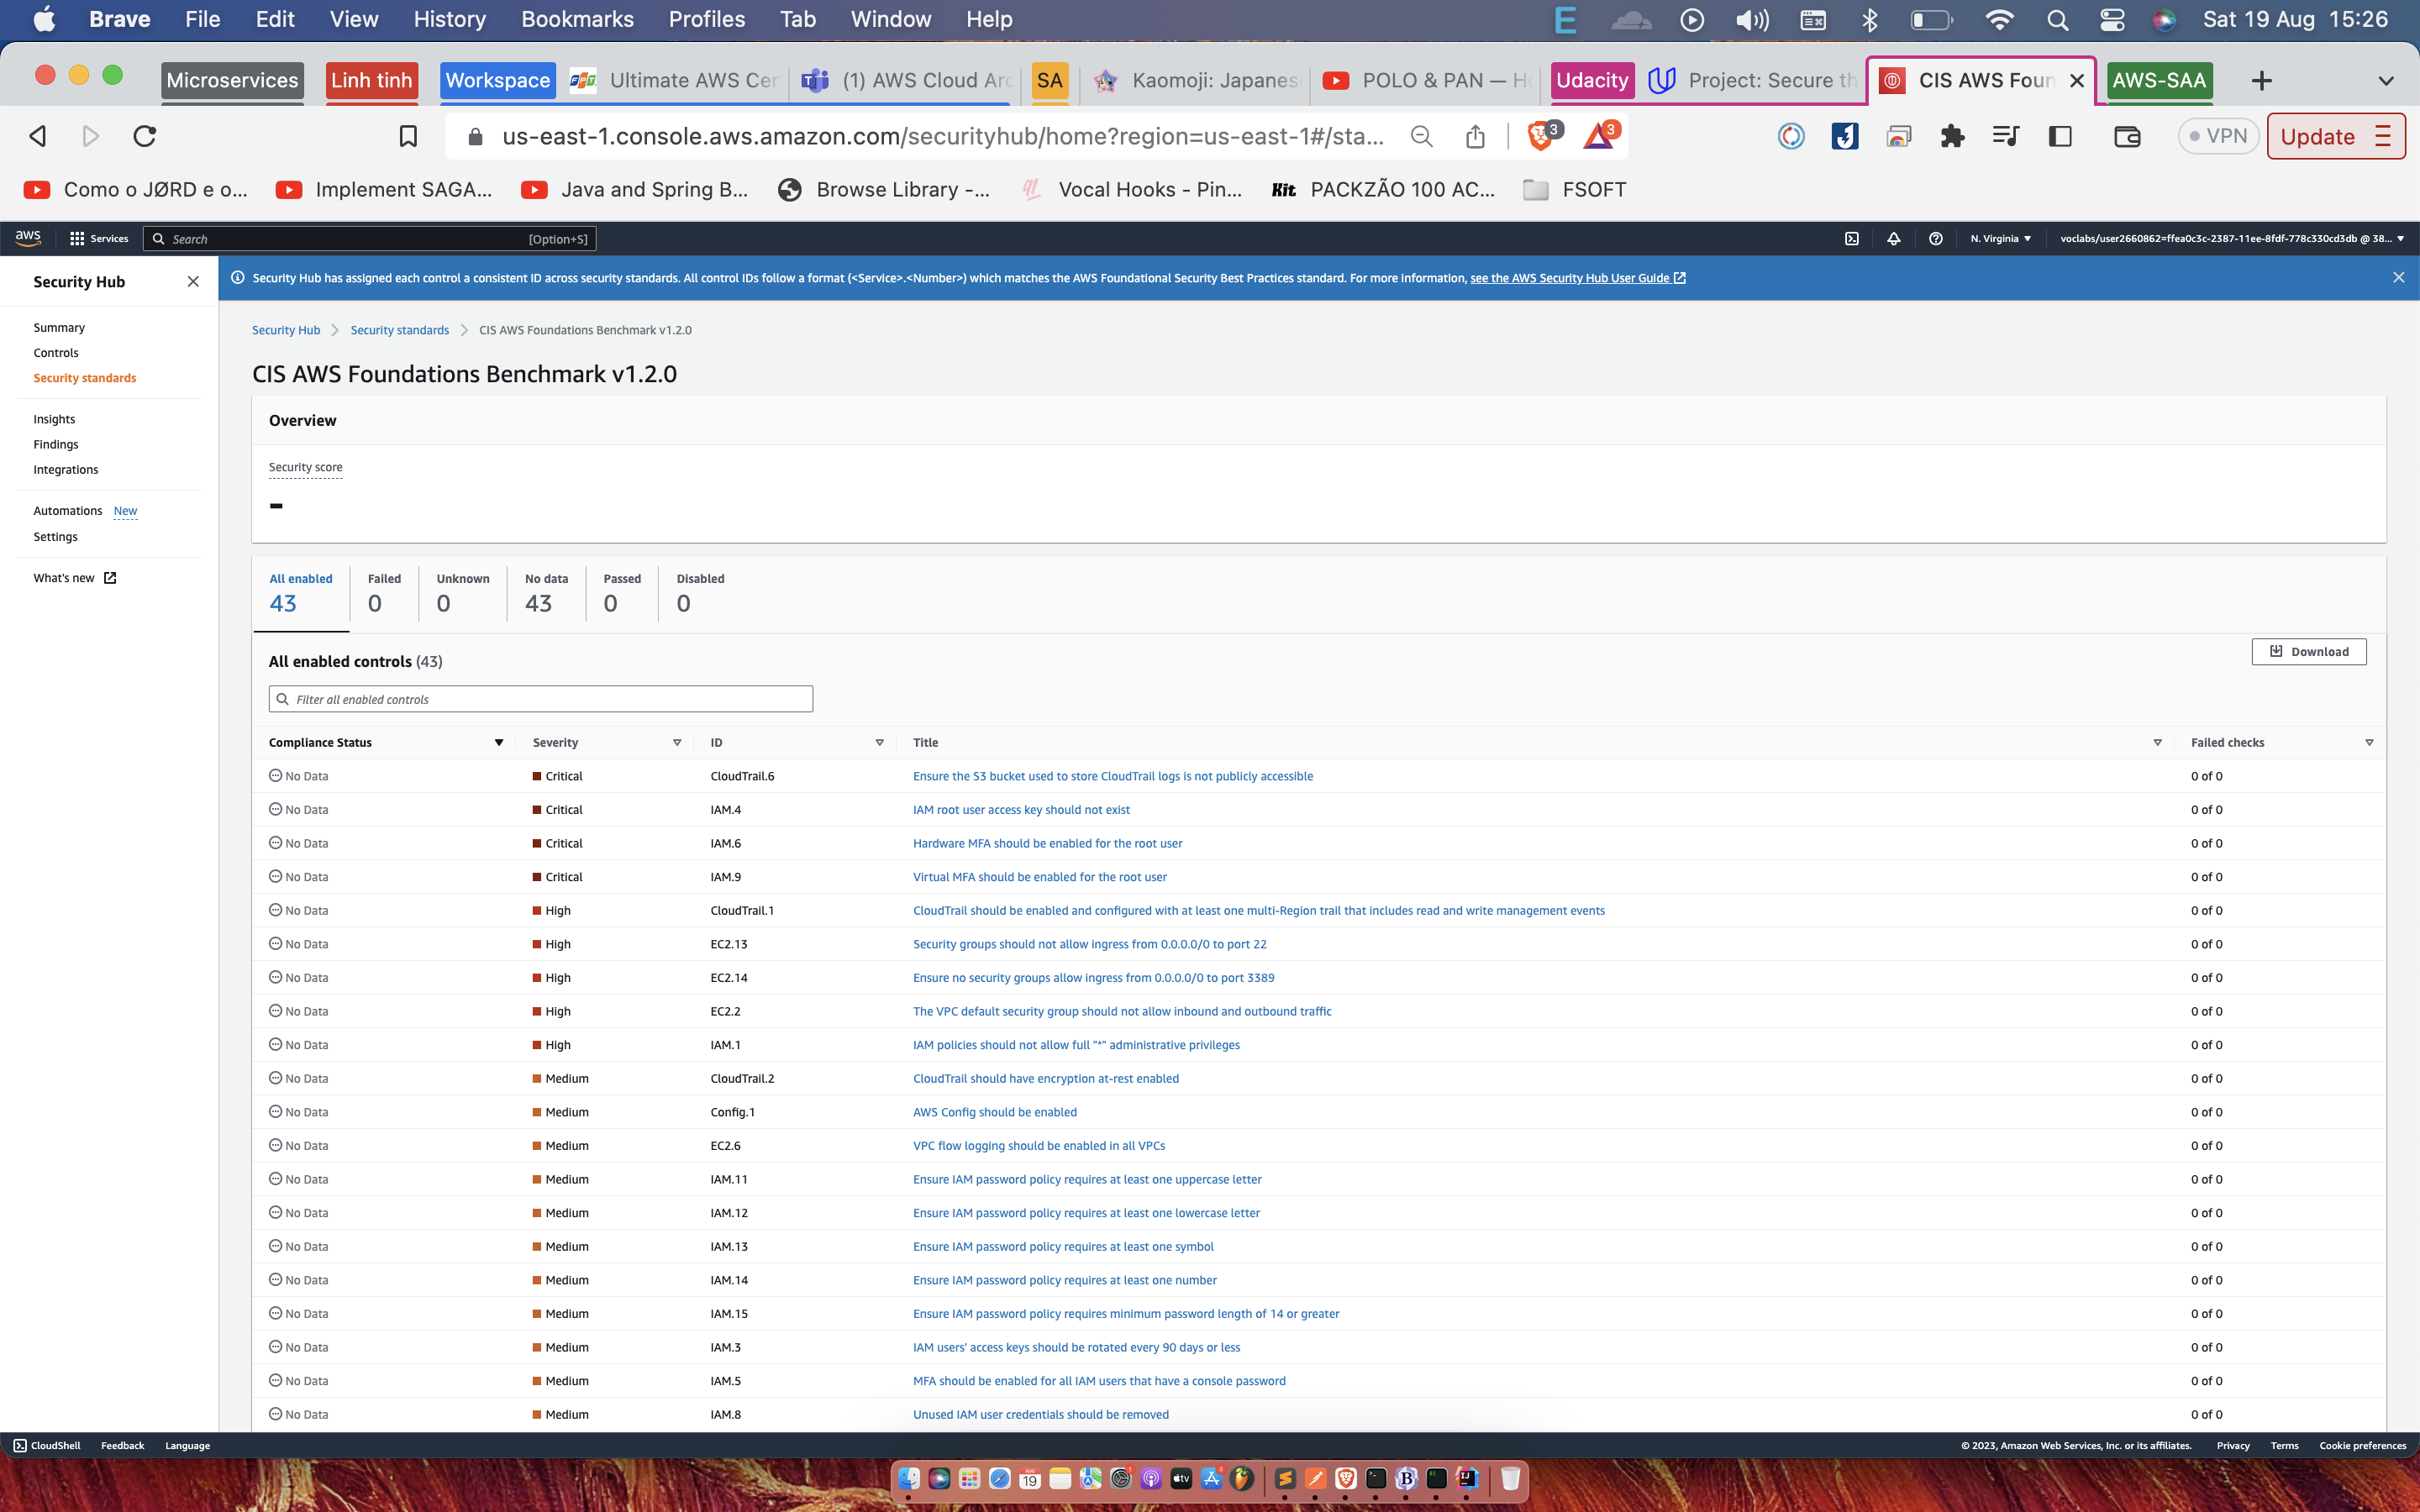 Brave File Edit View History Bookmarks Profiles Tab Window Help Sat 19 Aug 15:26
Microservices Linh tinh Workspace Ultimate AWS Cer (1) AWS Cloud Arc SA Kaomoji: Japanes POLO & PAN — H Udacity Project: Secure th CIS AWS Foun AWS-SAA
us-east-1.console.aws.amazon.com/securityhub/home?region=us-east-1#/sta... 3 3 VPN Update
Como o JØRD e o... Implement SAGA... Java and Spring B... Browse Library -... Vocal Hooks - Pin... Kit PACKZÃO 100 AC... FSOFT
aws Services Search [Option+S] N. Virginia voclabs/user2660862=ffea0c3c-2387-11ee-8fdf-778c330cd3db @ 38...
Security Hub
Summary
Controls
Security standards
Insights
Findings
Integrations
Automations New
Settings
What's new
Security Hub has assigned each control a consistent ID across security standards. All control IDs follow a format (<Service>.<Number>) which matches the AWS Foundational Security Best Practices standard. For more information, see the AWS Security Hub User Guide
Security Hub Security standards CIS AWS Foundations Benchmark v1.2.0
CIS AWS Foundations Benchmark v1.2.0
Overview
Security score
-
All enabled Failed Unknown No data Passed Disabled
43 0 0 43 0 0
All enabled controls (43) Download
Filter all enabled controls
Compliance Status Severity ID Title Failed checks
No Data Critical CloudTrail.6 Ensure the S3 bucket used to store CloudTrail logs is not publicly accessible 0 of 0
No Data Critical IAM.4 IAM root user access key should not exist 0 of 0
No Data Critical IAM.6 Hardware MFA should be enabled for the root user 0 of 0
No Data Critical IAM.9 Virtual MFA should be enabled for the root user 0 of 0
No Data High CloudTrail.1 CloudTrail should be enabled and configured with at least one multi-Region trail that includes read and write management events 0 of 0
No Data High EC2.13 Security groups should not allow ingress from 0.0.0.0/0 to port 22 0 of 0
No Data High EC2.14 Ensure no security groups allow ingress from 0.0.0.0/0 to port 3389 0 of 0
No Data High EC2.2 The VPC default security group should not allow inbound and outbound traffic 0 of 0
No Data High IAM.1 IAM policies should not allow full "*" administrative privileges 0 of 0
No Data Medium CloudTrail.2 CloudTrail should have encryption at-rest enabled 0 of 0
No Data Medium Config.1 AWS Config should be enabled 0 of 0
No Data Medium EC2.6 VPC flow logging should be enabled in all VPCs 0 of 0
No Data Medium IAM.11 Ensure IAM password policy requires at least one uppercase letter 0 of 0
No Data Medium IAM.12 Ensure IAM password policy requires at least one lowercase letter 0 of 0
No Data Medium IAM.13 Ensure IAM password policy requires at least one symbol 0 of 0
No Data Medium IAM.14 Ensure IAM password policy requires at least one number 0 of 0
No Data Medium IAM.15 Ensure IAM password policy requires minimum password length of 14 or greater 0 of 0
No Data Medium IAM.3 IAM users' access keys should be rotated every 90 days or less 0 of 0
No Data Medium IAM.5 MFA should be enabled for all IAM users that have a console password 0 of 0
No Data Medium IAM.8 Unused IAM user credentials should be removed 0 of 0
CloudShell Feedback Language © 2023, Amazon Web Services, Inc. or its affiliates. Privacy Terms Cookie preferences